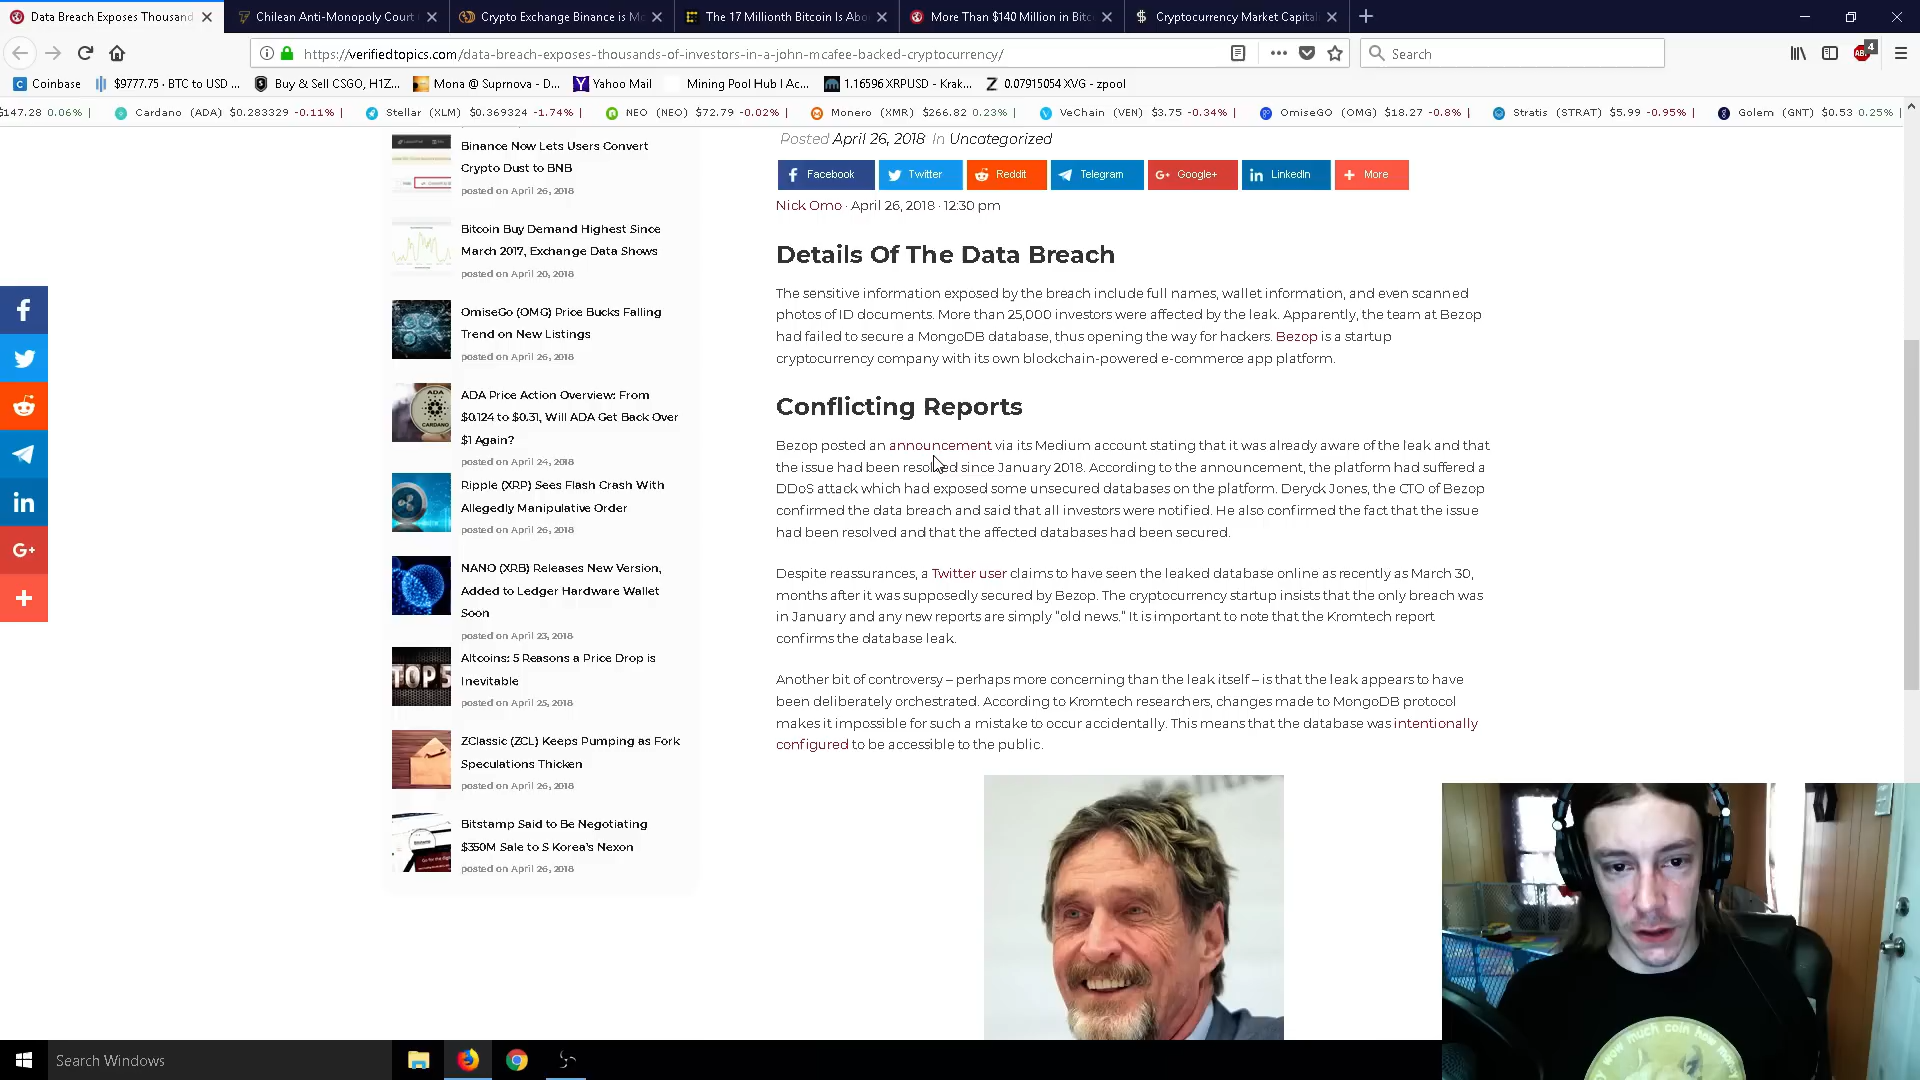 Data Breach Exposes Thousand
Chilean Anti-Monopoly Court
Crypto Exchange Binance is Mo
The 17 Millionth Bitcoin Is Abo
More Than $140 Million in Bitc
Cryptocurrency Market Capital
https://verifiedtopics.com/data-breach-exposes-thousands-of-investors-in-a-john-mcafee-backed-cryptocurrency/
Search
4
Coinbase
$9777.75 · BTC to USD ...
Buy & Sell CSGO, H1Z...
Mona @ Suprnova - D...
Yahoo Mail
Mining Pool Hub | Ac...
1.16596 XRPUSD - Krak...
0.07915054 XVG - zpool
$147.28 0.06% | Cardano (ADA) $0.283329 -0.11% | Stellar (XLM) $0.369324 -1.74% | NEO (NEO) $72.79 -0.02% | Monero (XMR) $266.82 0.23% | VeChain (VEN) $3.75 -0.34% | OmiseGO (OMG) $18.27 -0.8% | Stratis (STRAT) $5.99 -0.95% | Golem (GNT) $0.53 0.25% |
Binance Now Lets Users Convert
Crypto Dust to BNB
posted on April 26, 2018
Bitcoin Buy Demand Highest Since
March 2017, Exchange Data Shows
posted on April 20, 2018
OmiseGo (OMG) Price Bucks Falling
Trend on New Listings
posted on April 26, 2018
ADA Price Action Overview: From
$0.124 to $0.31, Will ADA Get Back Over
$1 Again?
posted on April 24, 2018
Ripple (XRP) Sees Flash Crash With
Allegedly Manipulative Order
posted on April 26, 2018
NANO (XRB) Releases New Version,
Added to Ledger Hardware Wallet
Soon
posted on April 23, 2018
Altcoins: 5 Reasons a Price Drop is
Inevitable
posted on April 25, 2018
ZClassic (ZCL) Keeps Pumping as Fork
Speculations Thicken
posted on April 26, 2018
Bitstamp Said to Be Negotiating
$350M Sale to S Korea's Nexon
posted on April 26, 2018
ADA
CARDANO
TOP 5
Posted April 26, 2018 In Uncategorized
Facebook
Twitter
Reddit
Telegram
Google+
LinkedIn
More
Nick Omo · April 26, 2018 · 12:30 pm
Details Of The Data Breach
The sensitive information exposed by the breach include full names, wallet information, and even scanned
photos of ID documents. More than 25,000 investors were affected by the leak. Apparently, the team at Bezop
had failed to secure a MongoDB database, thus opening the way for hackers. Bezop is a startup
cryptocurrency company with its own blockchain-powered e-commerce app platform.
Conflicting Reports
Bezop posted an announcement via its Medium account stating that it was already aware of the leak and that
the issue had been resolved since January 2018. According to the announcement, the platform had suffered a
DDoS attack which had exposed some unsecured databases on the platform. Deryck Jones, the CTO of Bezop
confirmed the data breach and said that all investors were notified. He also confirmed the fact that the issue
had been resolved and that the affected databases had been secured.
Despite reassurances, a Twitter user claims to have seen the leaked database online as recently as March 30,
months after it was supposedly secured by Bezop. The cryptocurrency startup insists that the only breach was
in January and any new reports are simply "old news." It is important to note that the Kromtech report
confirms the database leak.
Another bit of controversy – perhaps more concerning than the leak itself – is that the leak appears to have
been deliberately orchestrated. According to Kromtech researchers, changes made to MongoDB protocol
makes it impossible for such a mistake to occur accidentally. This means that the database was intentionally
configured to be accessible to the public.
wow much coin how money
Search Windows